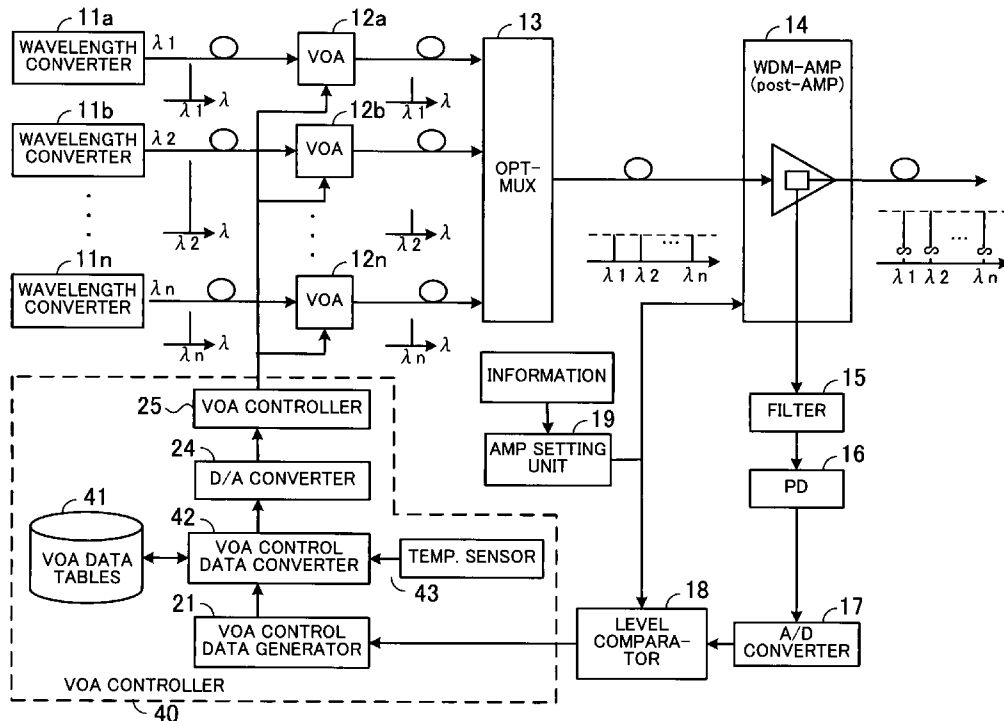 11a
WAVELENGTH
CONVERTER
λ1
λ1
λ
12a
VOA
λ1
λ
13
OPT-
MUX
14
WDM-AMP
(post-AMP)
11b
WAVELENGTH
CONVERTER
λ2
λ2
λ
12b
VOA
λ2
λ
11n
WAVELENGTH
CONVERTER
λn
λn
λ
12n
VOA
λn
λ
...
λ1 λ2 λn
λ
...
λ1 λ2 λn
λ
INFORMATION
19
AMP SETTING
UNIT
15
FILTER
16
PD
25
VOA CONTROLLER
24
D/A CONVERTER
41
VOA DATA
TABLES
42
VOA CONTROL
DATA CONVERTER
TEMP. SENSOR
43
21
VOA CONTROL
DATA GENERATOR
18
LEVEL
COMPARA-
TOR
17
A/D
CONVERTER
VOA CONTROLLER
40